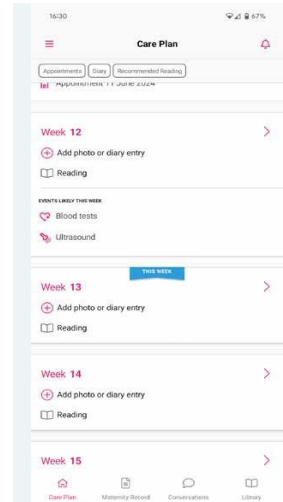 16:30
67%
Care Plan
Appointments
Diary
Recommended Reading
Appointment 11 June 2024
Week 12
Add photo or diary entry
Reading
EVENTS LIKELY THIS WEEK
Blood tests
Ultrasound
THIS WEEK
Week 13
Add photo or diary entry
Reading
Week 14
Add photo or diary entry
Reading
Week 15
Care Plan
Maternity Record
Conversations
Library